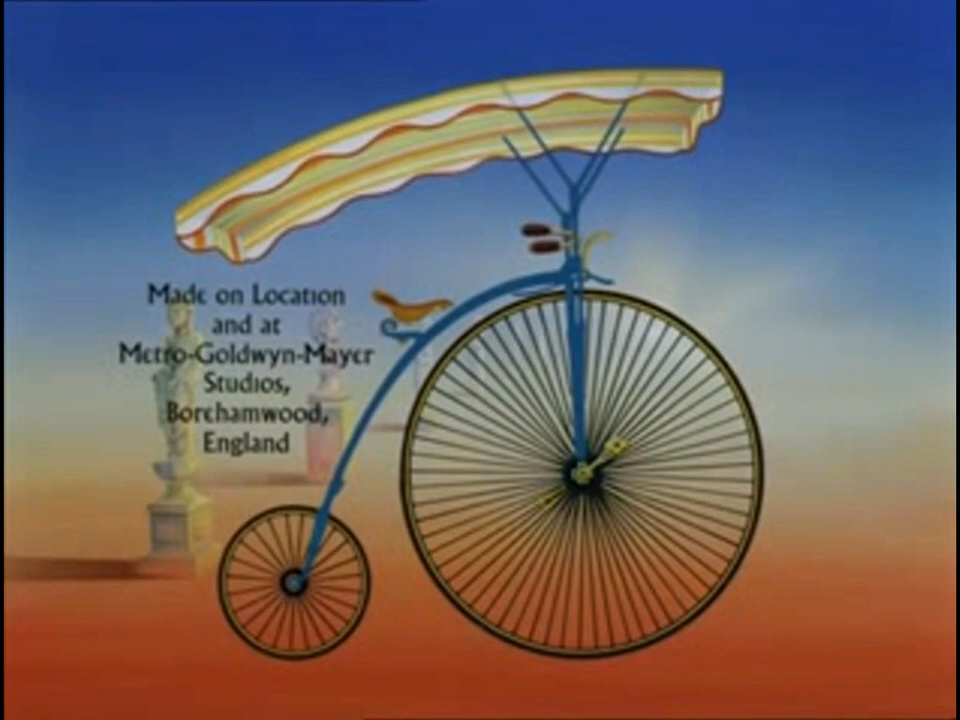 Made on Location
and at
Metro-Goldwyn-Mayer
Studios,
Borehamwood,
England